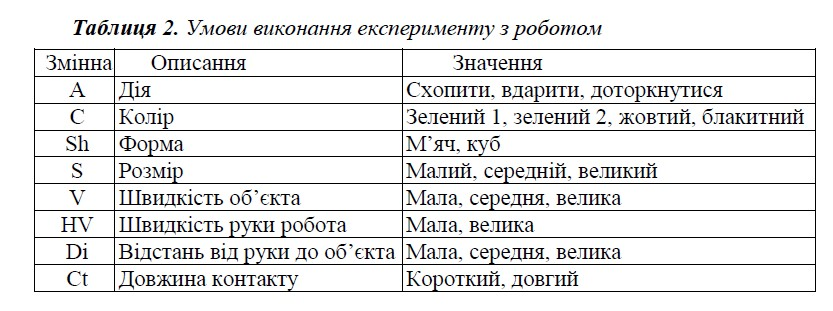 Таблиця 2. Умови виконання експерименту з роботом
Змінна Описання Значення
A Дія Схопити, вдарити, доторкнутися
C Колір Зелений 1, зелений 2, жовтий, блакитний
Sh Форма М’яч, куб
S Розмір Малий, середній, великий
V Швидкість об’єкта Мала, середня, велика
HV Швидкість руки робота Мала, велика
Di Відстань від руки до об’єкта Мала, середня, велика
Ct Довжина контакту Короткий, довгий